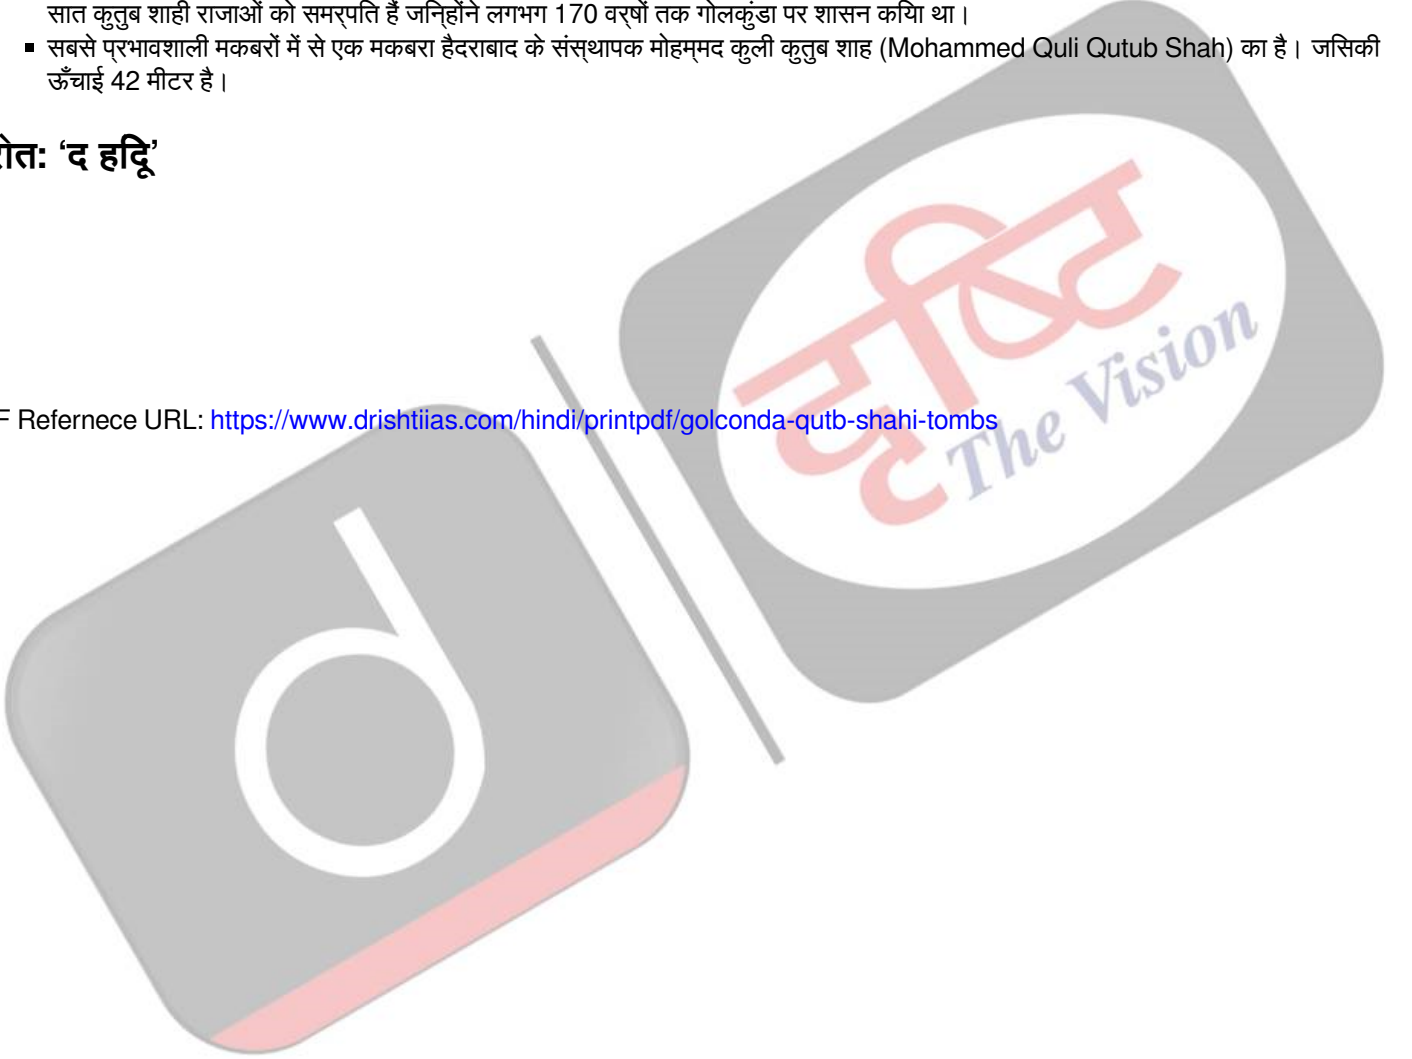 सात कुतुब शाही राजाओं को समर्पित हैं जिन्होंने लगभग 170 वर्षों तक गोलकुंडा पर शासन किया था।
सबसे प्रभावशाली मकबरों में से एक मकबरा हैदराबाद के संस्थापक मोहम्मद कुली कुतुब शाह (Mohammed Quli Qutub Shah) का है। जिसकी
ऊँचाई 42 मीटर है।
रोत: ‘द हिंदू’
दृष्टि
The Vision
F Refernece URL: https://www.drishtiias.com/hindi/printpdf/golconda-qutb-shahi-tombs
d